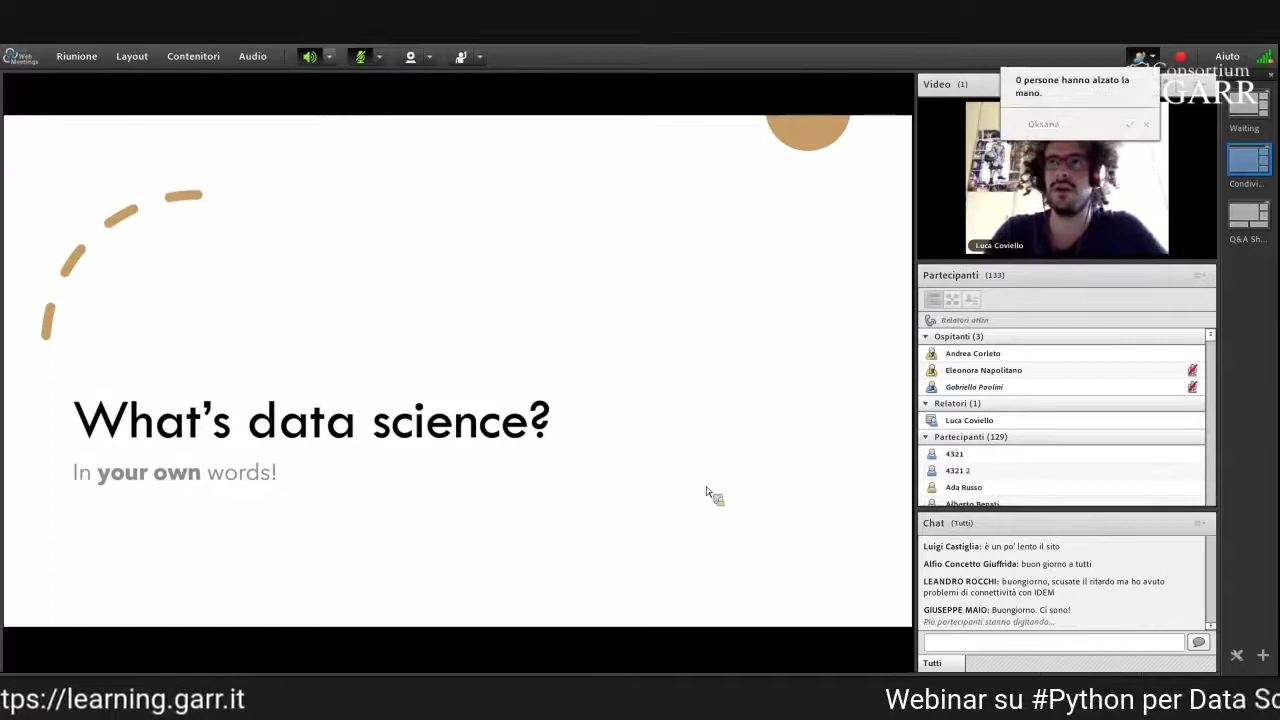 Web
Meetings
Riunione
Layout
Contenitori
Audio
Aiuto
Consortium
GARR
0 persone hanno alzato la
mano.
Oksana
Video (1)
Luca Coviello
Waiting
Condivi...
Q&A Sh...
What's data science?
In your own words!
Partecipanti (133)
Relatori attivi
Ospitanti (3)
Andrea Corleto
Eleonora Napolitano
Gabriella Paolini
Relatori (1)
Luca Coviello
Partecipanti (129)
4321
4321 2
Ada Russo
Alberto Benati
Chat (Tutti)
Luigi Castiglia: è un po' lento il sito
Alfio Concetto Giuffrida: buon giorno a tutti
LEANDRO ROCCHI: buongiorno, scusate il ritardo ma ho avuto
problemi di connettività con IDEM
GIUSEPPE MAIO: Buongiorno. Ci sono!
Più partecipanti stanno digitando...
Tutti
tps://learning.garr.it
Webinar su #Python per Data Sc